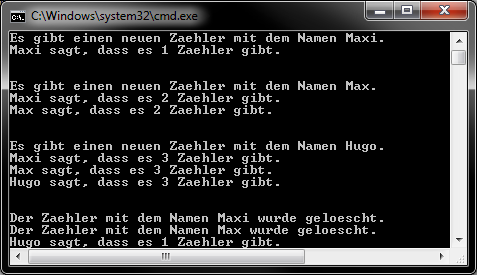 C:\Windows\system32\cmd.exe
Es gibt einen neuen Zaehler mit dem Namen Maxi.
Maxi sagt, dass es 1 Zaehler gibt.
Es gibt einen neuen Zaehler mit dem Namen Max.
Maxi sagt, dass es 2 Zaehler gibt.
Max sagt, dass es 2 Zaehler gibt.
Es gibt einen neuen Zaehler mit dem Namen Hugo.
Maxi sagt, dass es 3 Zaehler gibt.
Max sagt, dass es 3 Zaehler gibt.
Hugo sagt, dass es 3 Zaehler gibt.
Der Zaehler mit dem Namen Maxi wurde geloescht.
Der Zaehler mit dem Namen Max wurde geloescht.
Hugo sagt, dass es 1 Zaehler gibt.